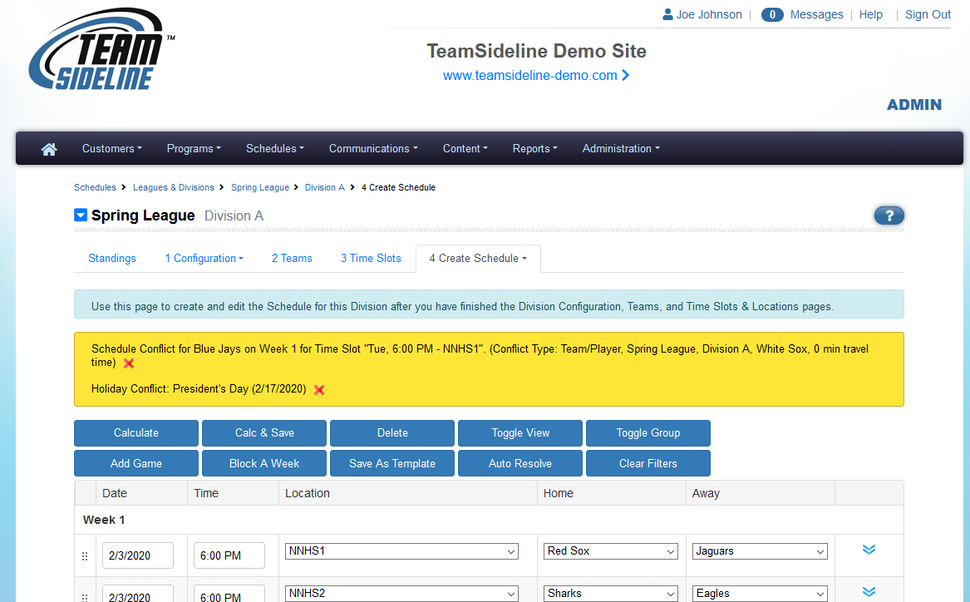 Joe Johnson | 0 Messages | Help | Sign Out
TEAM™
SIDELINE
TeamSideline Demo Site
www.teamsideline-demo.com
ADMIN
Customers Programs Schedules Communications Content Reports Administration
Schedules Leagues & Divisions Spring League Division A 4 Create Schedule
Spring League Division A ?
Standings 1 Configuration 2 Teams 3 Time Slots 4 Create Schedule
Use this page to create and edit the Schedule for this Division after you have finished the Division Configuration, Teams, and Time Slots & Locations pages.
Schedule Conflict for Blue Jays on Week 1 for Time Slot "Tue, 6:00 PM - NNHS1". (Conflict Type: Team/Player, Spring League, Division A, White Sox, 0 min travel
time)
Holiday Conflict: President's Day (2/17/2020)
Calculate Calc & Save Delete Toggle View Toggle Group
Add Game Block A Week Save As Template Auto Resolve Clear Filters
Date Time Location Home Away
Week 1
2/3/2020 6:00 PM NNHS1 Red Sox Jaguars
2/3/2020 6:00 PM NNHS2 Sharks Eagles